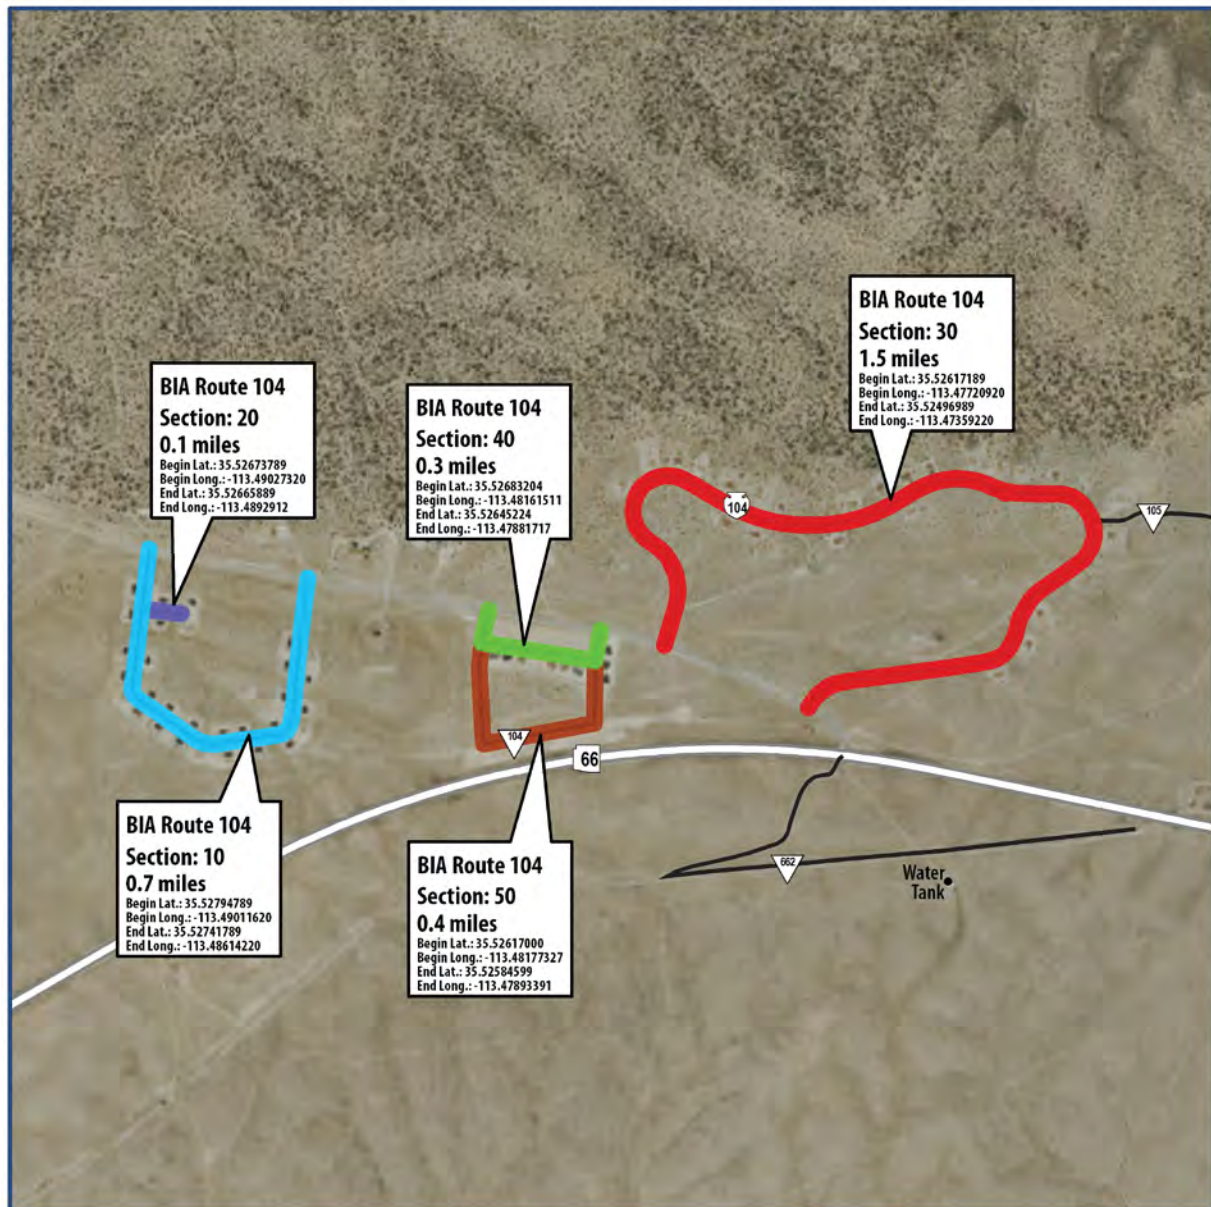 BIA Route 104
Section: 30
1.5 miles
Begin Lat.: 35.52617189
Begin Long.: -113.47720920
End Lat.: 35.52496989
End Long.: -113.47359220
BIA Route 104
Section: 20
0.1 miles
Begin Lat.: 35.52673789
Begin Long.: -113.49027320
End Lat.: 35.52665889
End Long.: -113.4892912
BIA Route 104
Section: 40
0.3 miles
Begin Lat.: 35.52683204
Begin Long.: -113.48161511
End Lat.: 35.52645224
End Long.: -113.47881717
104
105
104
66
BIA Route 104
Section: 10
0.7 miles
Begin Lat.: 35.52794789
Begin Long.: -113.49011620
End Lat.: 35.52741789
End Long.: -113.48614220
BIA Route 104
Section: 50
0.4 miles
Begin Lat.: 35.52617000
Begin Long.: -113.48177327
End Lat.: 35.52584599
End Long.: -113.47893391
662
Water
Tank